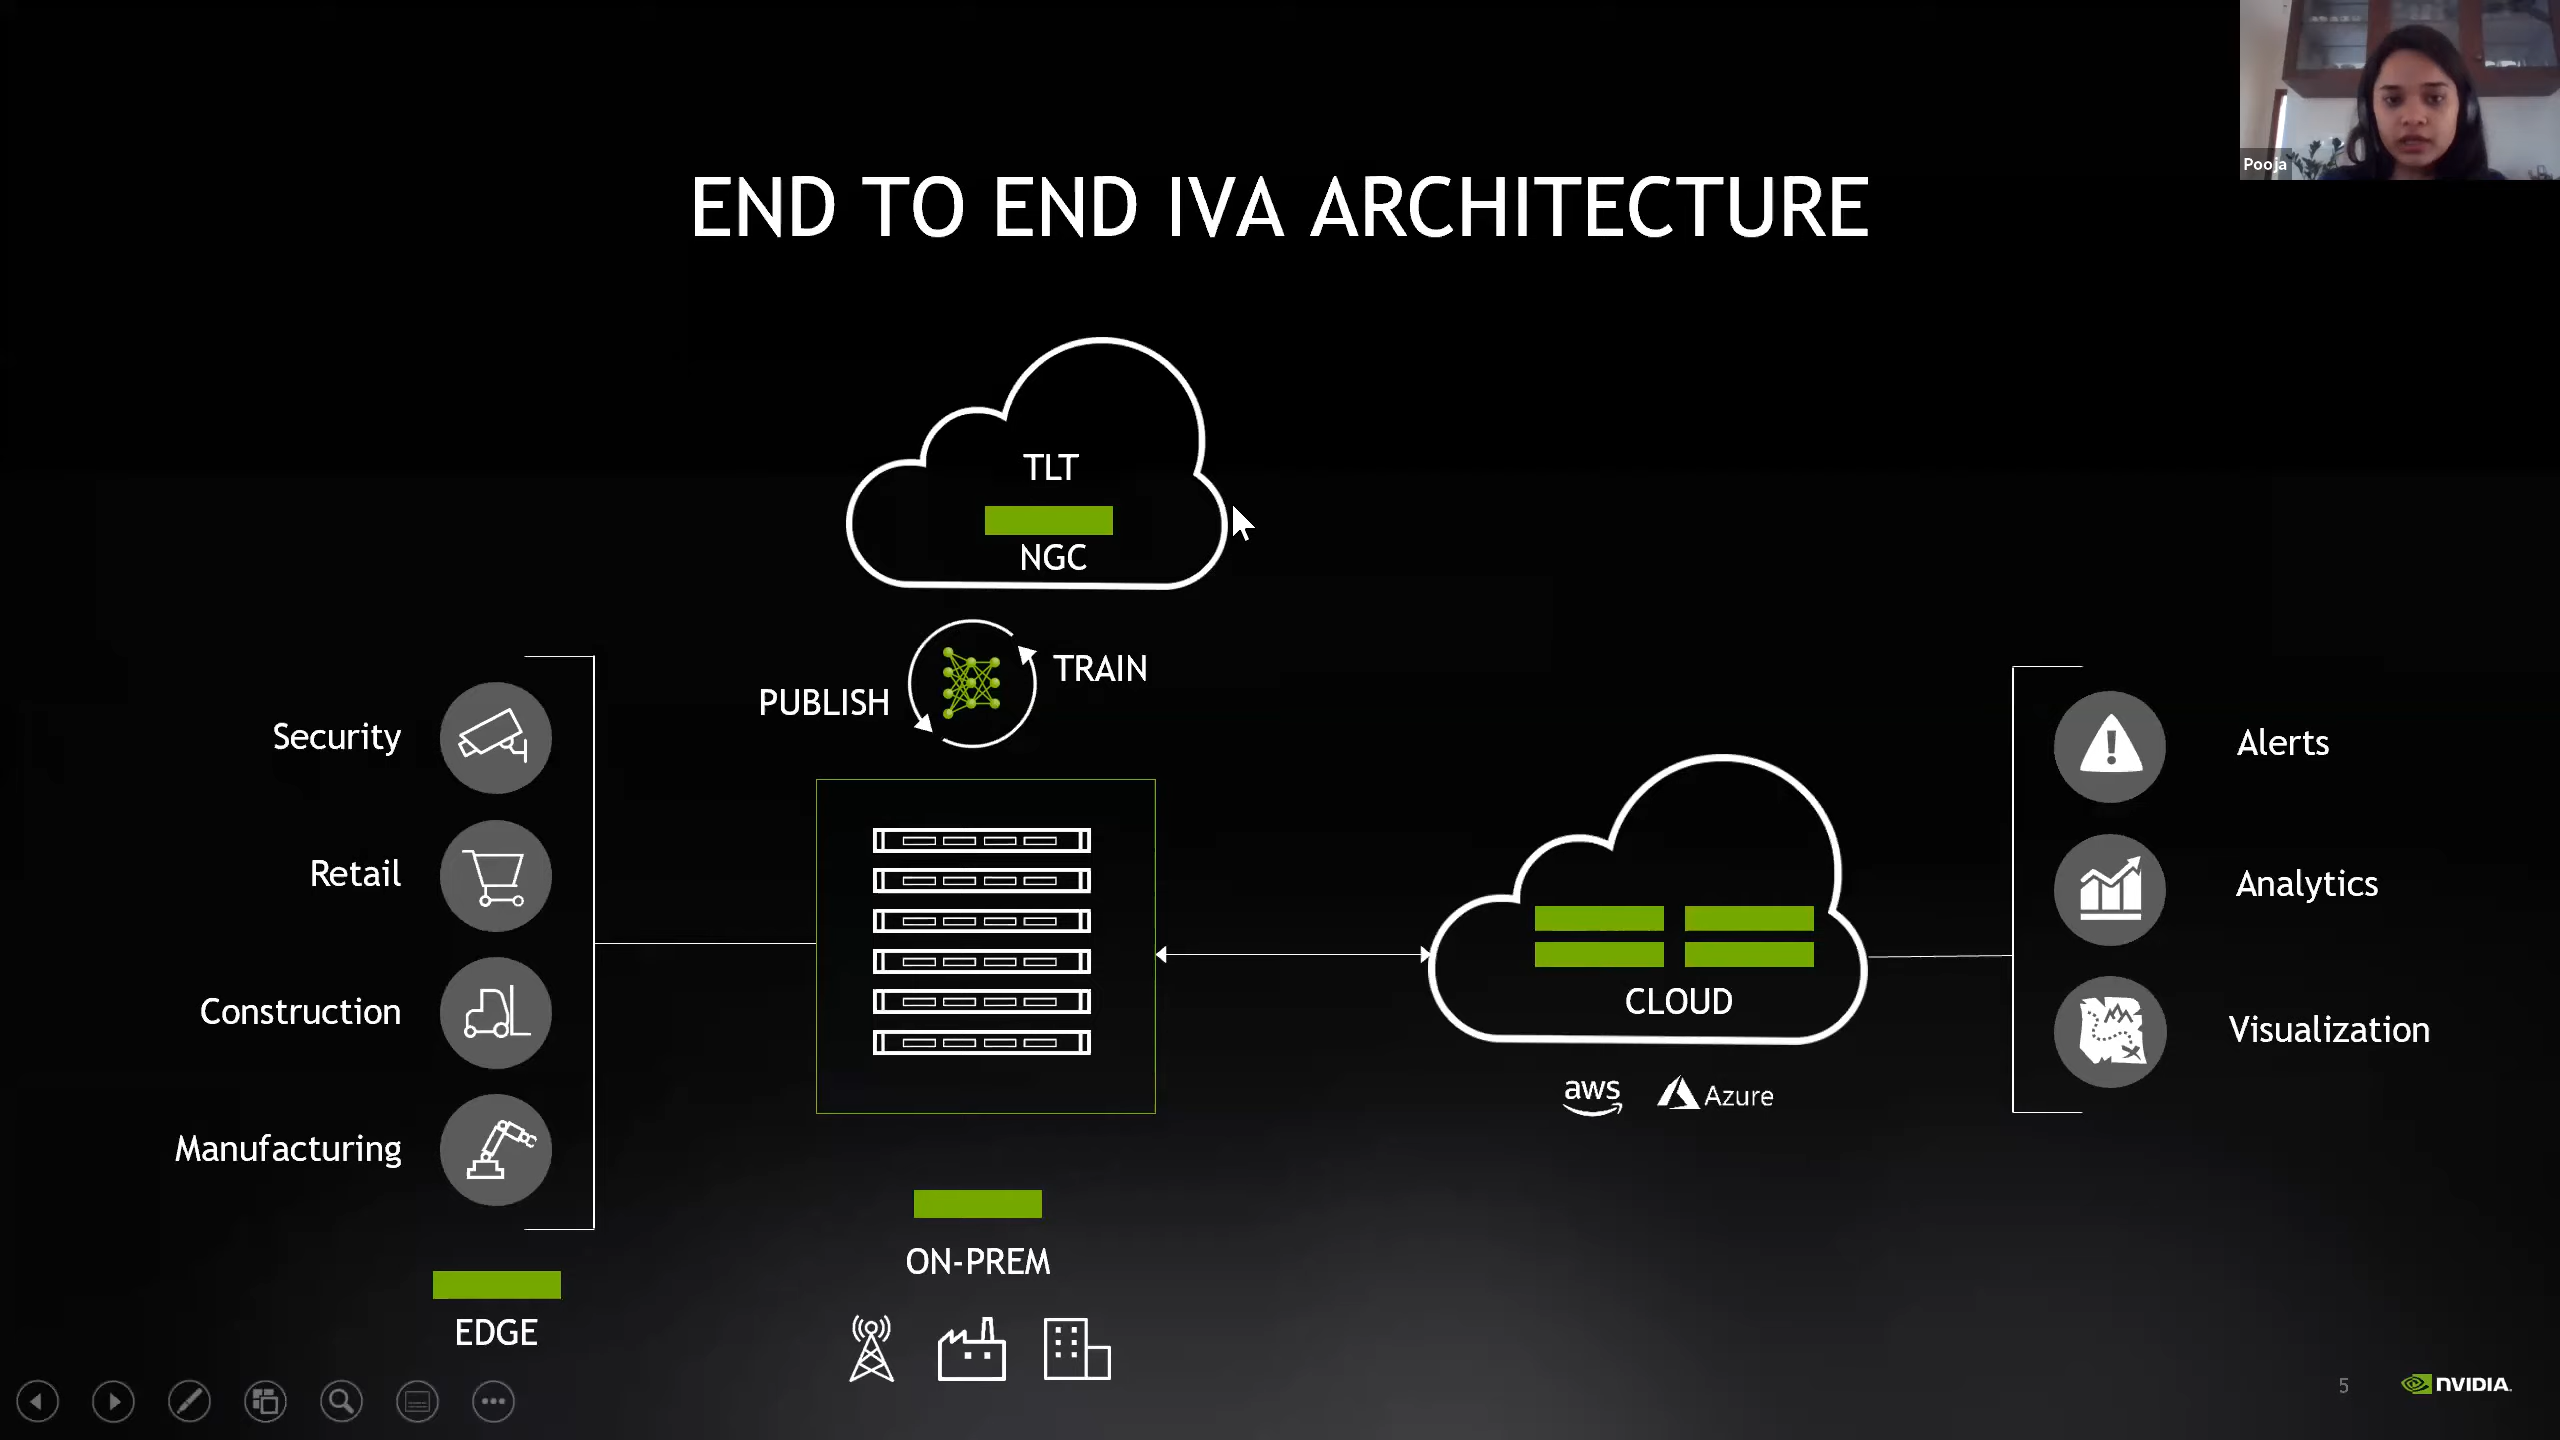 Pooja
END TO END IVA ARCHITECTURE
TLT
NGC
TRAIN
PUBLISH
Security
Retail
Construction
Manufacturing
EDGE
ON-PREM
CLOUD
aws
Azure
Alerts
Analytics
Visualization
5
NVIDIA.